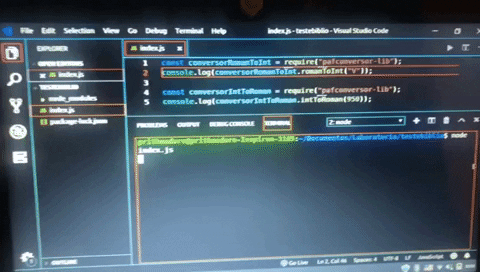 File Edit Selection View Go Debug Terminal Help index.js - testebiblio - Visual Studio Code
EXPLORER
index.js
OPEN EDITORS
index.js
TESTEBIBLIO
node_modules
index.js
package-lock.json
OUTLINE
1 const conversorRomanToInt = require("pafconversor-lib");
2 console.log(conversorRomanToInt.romanToInt("V"));
3
4 const conversorIntToRoman = require("pafconversor-lib");
5 console.log(conversorIntToRoman.intToRoman(950));
PROBLEMS OUTPUT DEBUG CONSOLE TERMINAL 2: node
:~/Documentos/laboratoria/testebiblio$ node
index.js
Go Live Ln 2, Col 46 Spaces: 4 UTF-8 LF JavaScript